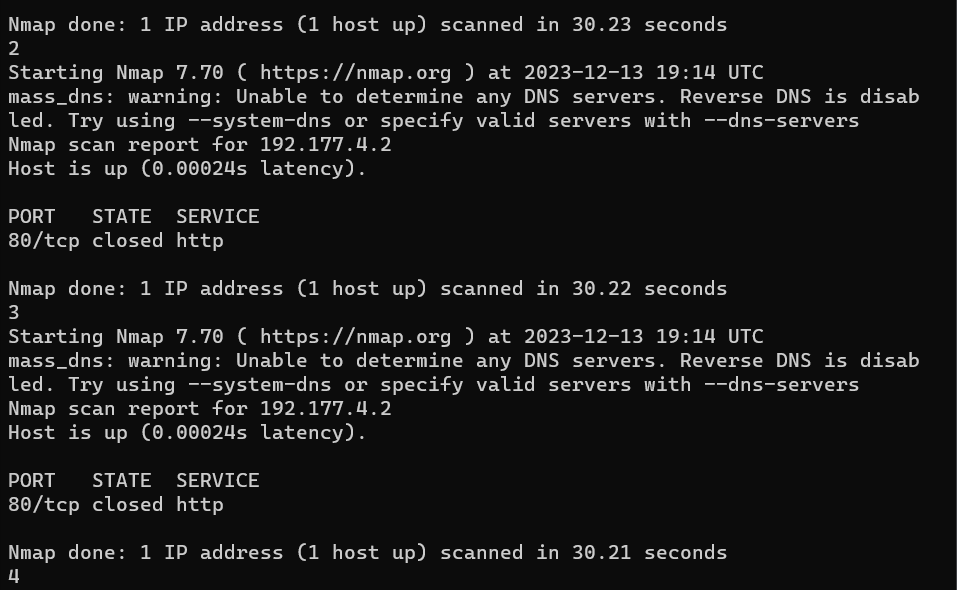 Nmap done: 1 IP address (1 host up) scanned in 30.23 seconds
2
Starting Nmap 7.70 ( https://nmap.org ) at 2023-12-13 19:14 UTC
mass_dns: warning: Unable to determine any DNS servers. Reverse DNS is disab
led. Try using --system-dns or specify valid servers with --dns-servers
Nmap scan report for 192.177.4.2
Host is up (0.00024s latency).

PORT   STATE  SERVICE
80/tcp closed http

Nmap done: 1 IP address (1 host up) scanned in 30.22 seconds
3
Starting Nmap 7.70 ( https://nmap.org ) at 2023-12-13 19:14 UTC
mass_dns: warning: Unable to determine any DNS servers. Reverse DNS is disab
led. Try using --system-dns or specify valid servers with --dns-servers
Nmap scan report for 192.177.4.2
Host is up (0.00024s latency).

PORT   STATE  SERVICE
80/tcp closed http

Nmap done: 1 IP address (1 host up) scanned in 30.21 seconds
4